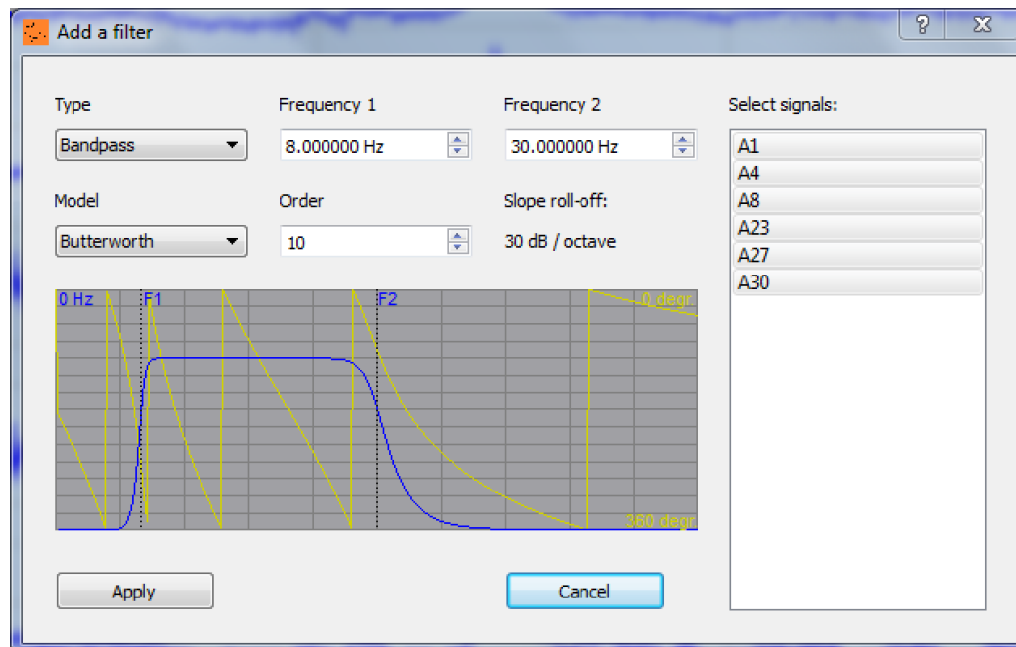 Add a filter
Type
Frequency 1
Frequency 2
Select signals:
Bandpass
8.000000 Hz
30.000000 Hz
A1
A4
A8
A23
A27
A30
Model
Order
Slope roll-off:
Butterworth
10
30 dB / octave
0 Hz
F1
F2
0 degr.
360 degr.
Apply
Cancel